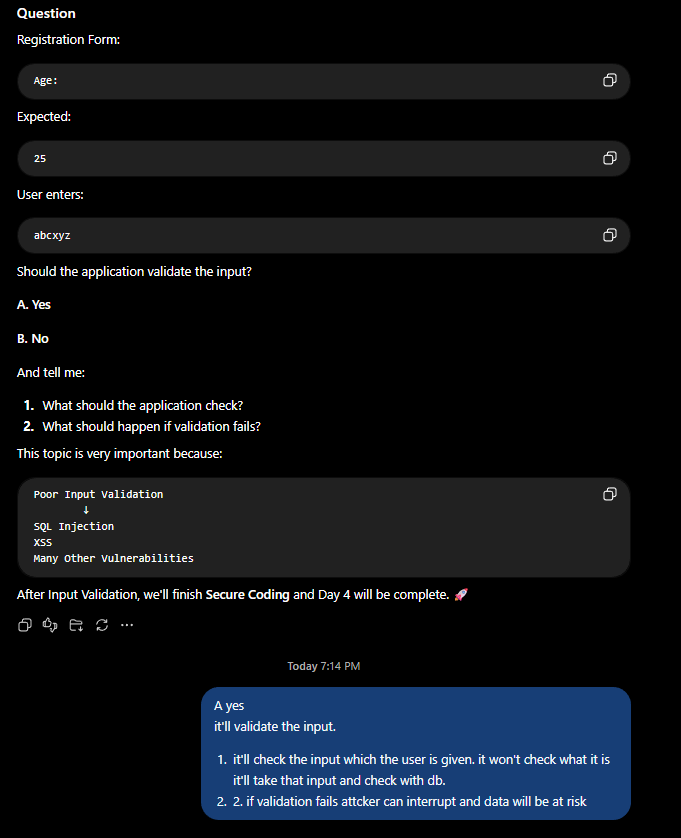 Question
Registration Form:
Age:
Expected:
25
User enters:
abcxyz
Should the application validate the input?
A. Yes
B. No
And tell me:
1. What should the application check?
2. What should happen if validation fails?
This topic is very important because:
Poor Input Validation
↓
SQL Injection
XSS
Many Other Vulnerabilities
After Input Validation, we'll finish Secure Coding and Day 4 will be complete. 🚀
Today 7:14 PM
A yes
it'll validate the input.
1. it'll check the input which the user is given. it won't check what it is
it'll take that input and check with db.
2. 2. if validation fails attcker can interrupt and data will be at risk